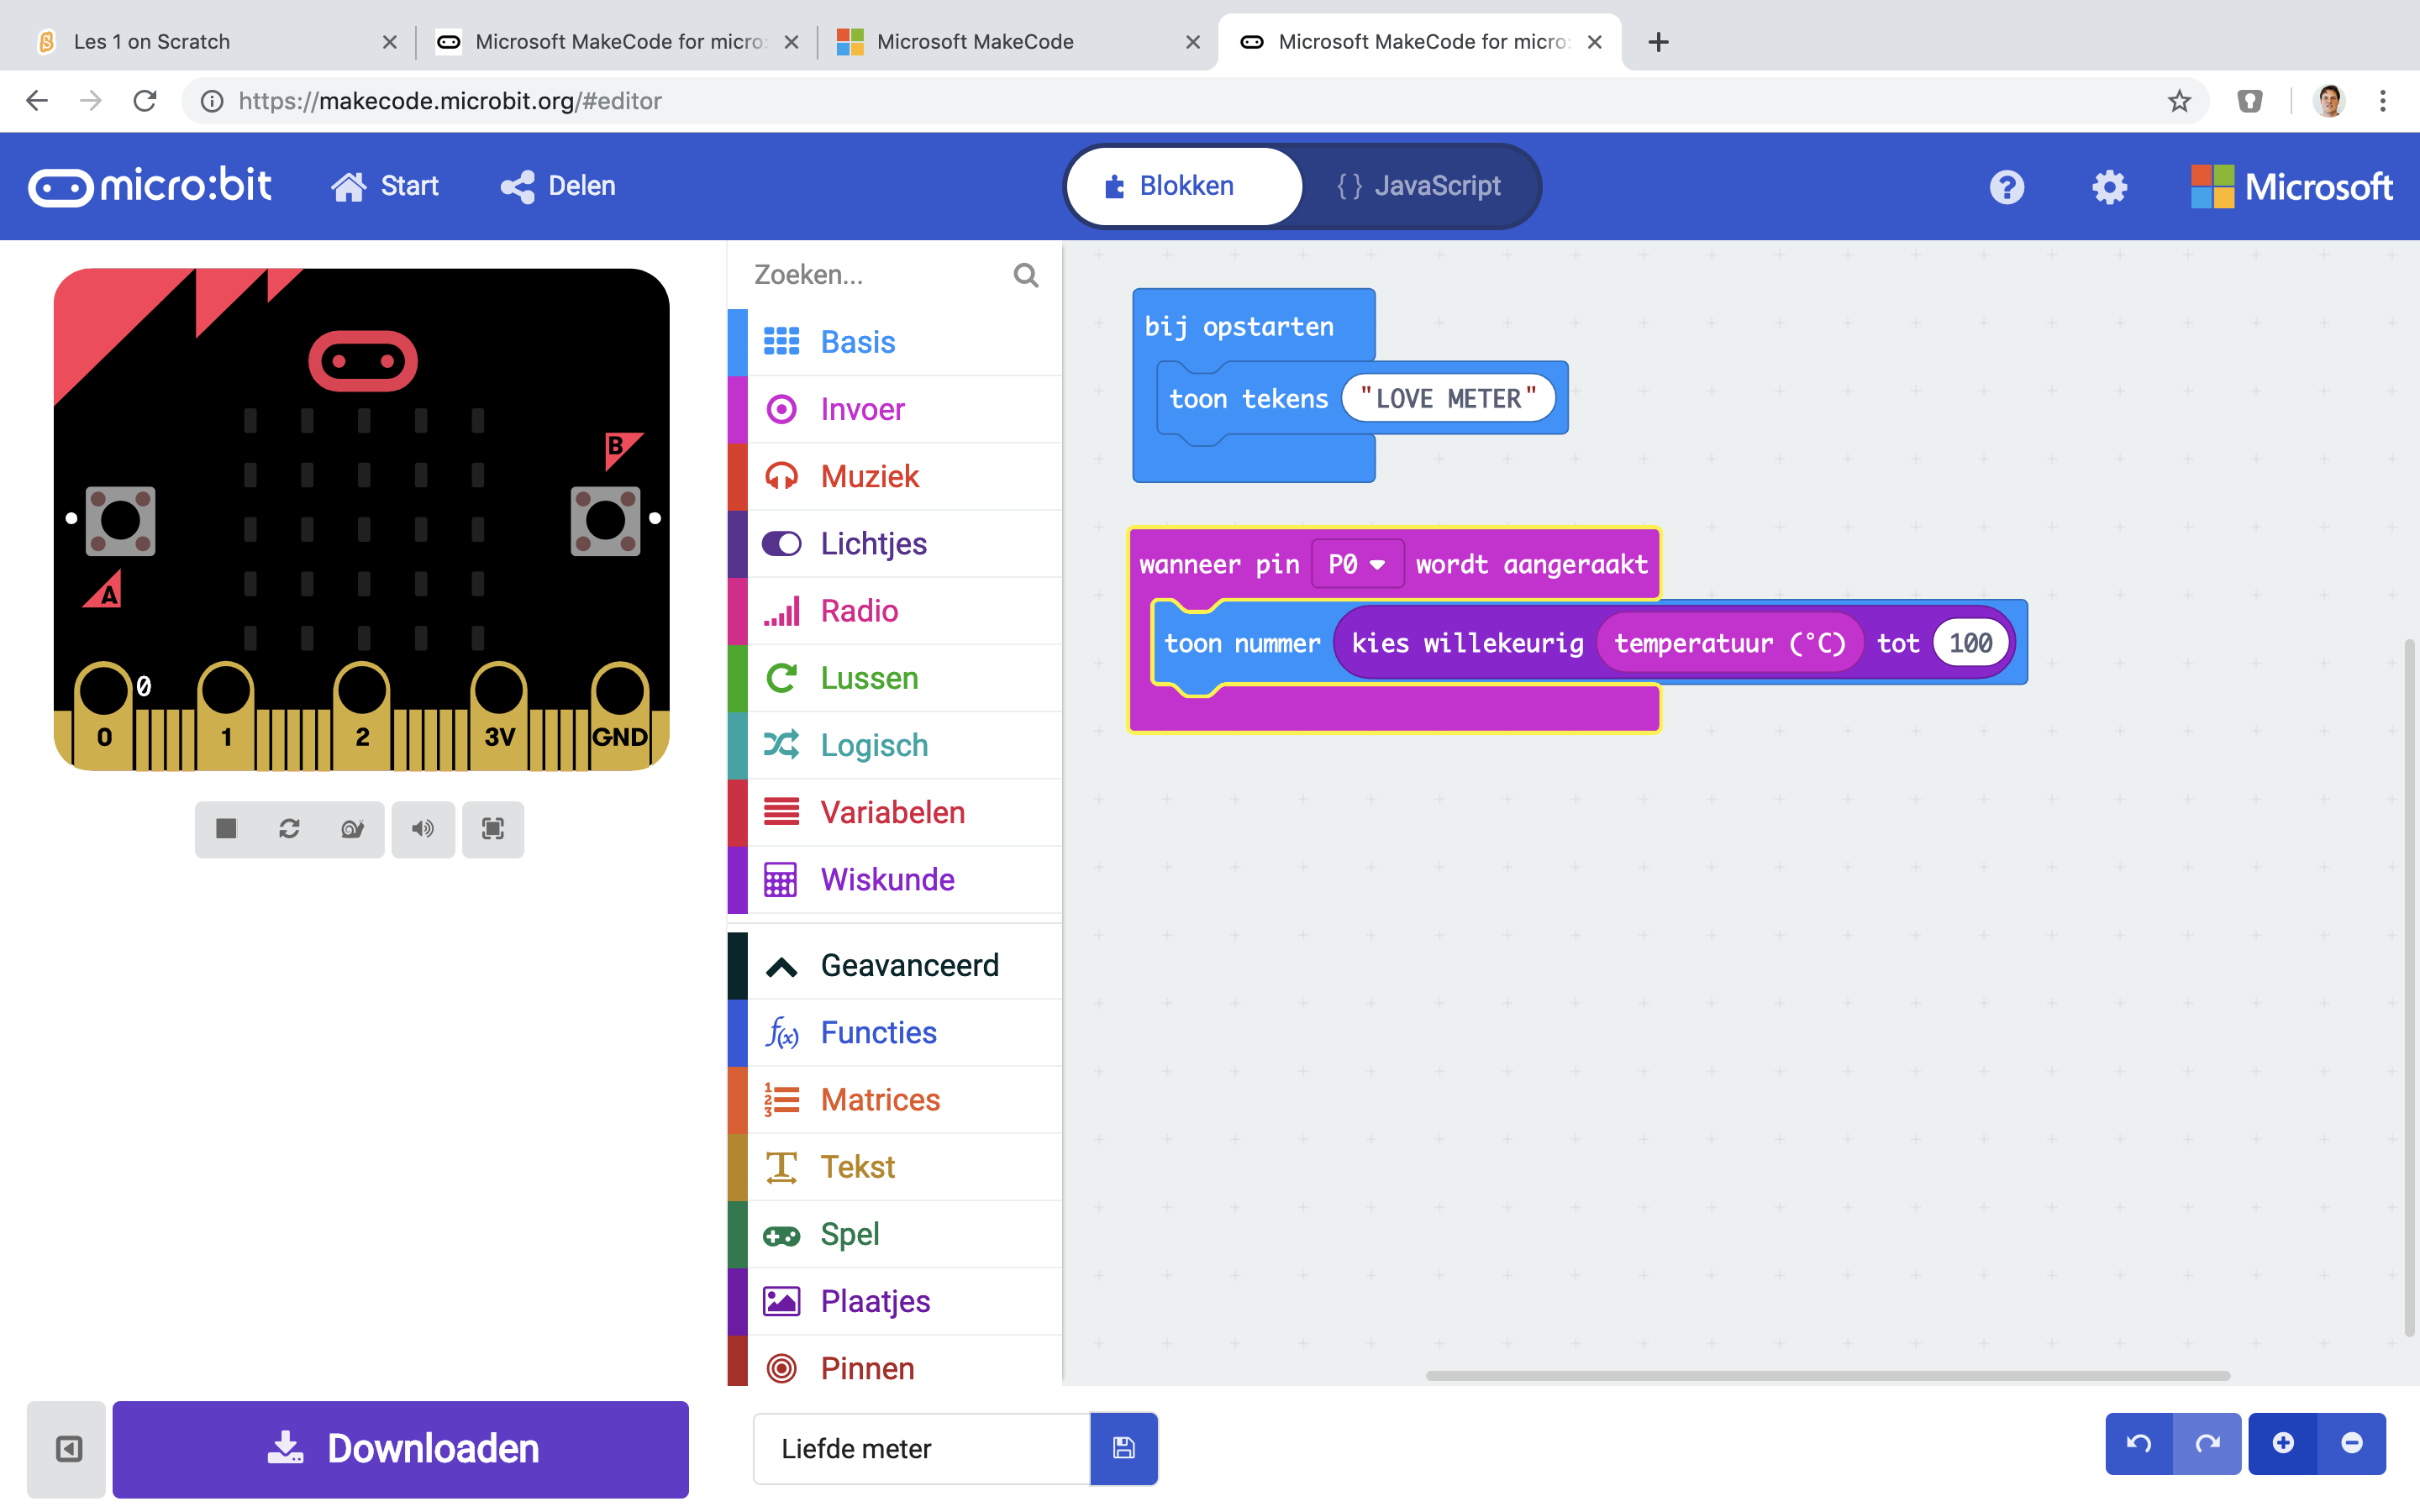 Les 1 on Scratch
Microsoft MakeCode for micro:
Microsoft MakeCode
Microsoft MakeCode for micro:
https://makecode.microbit.org/#editor
micro:bit
Start
Delen
Blokken
{ } JavaScript
?
Microsoft
B
A
0
0
1
2
3V
GND
Zoeken...
Basis
Invoer
Muziek
Lichtjes
Radio
Lussen
Logisch
Variabelen
Wiskunde
Geavanceerd
f(x) Functies
1 2 3 Matrices
T Tekst
Spel
Plaatjes
Pinnen
bij opstarten
toon tekens "LOVE METER"
wanneer pin P0 wordt aangeraakt
toon nummer kies willekeurig temperatuur (°C) tot 100
Downloaden
Liefde meter